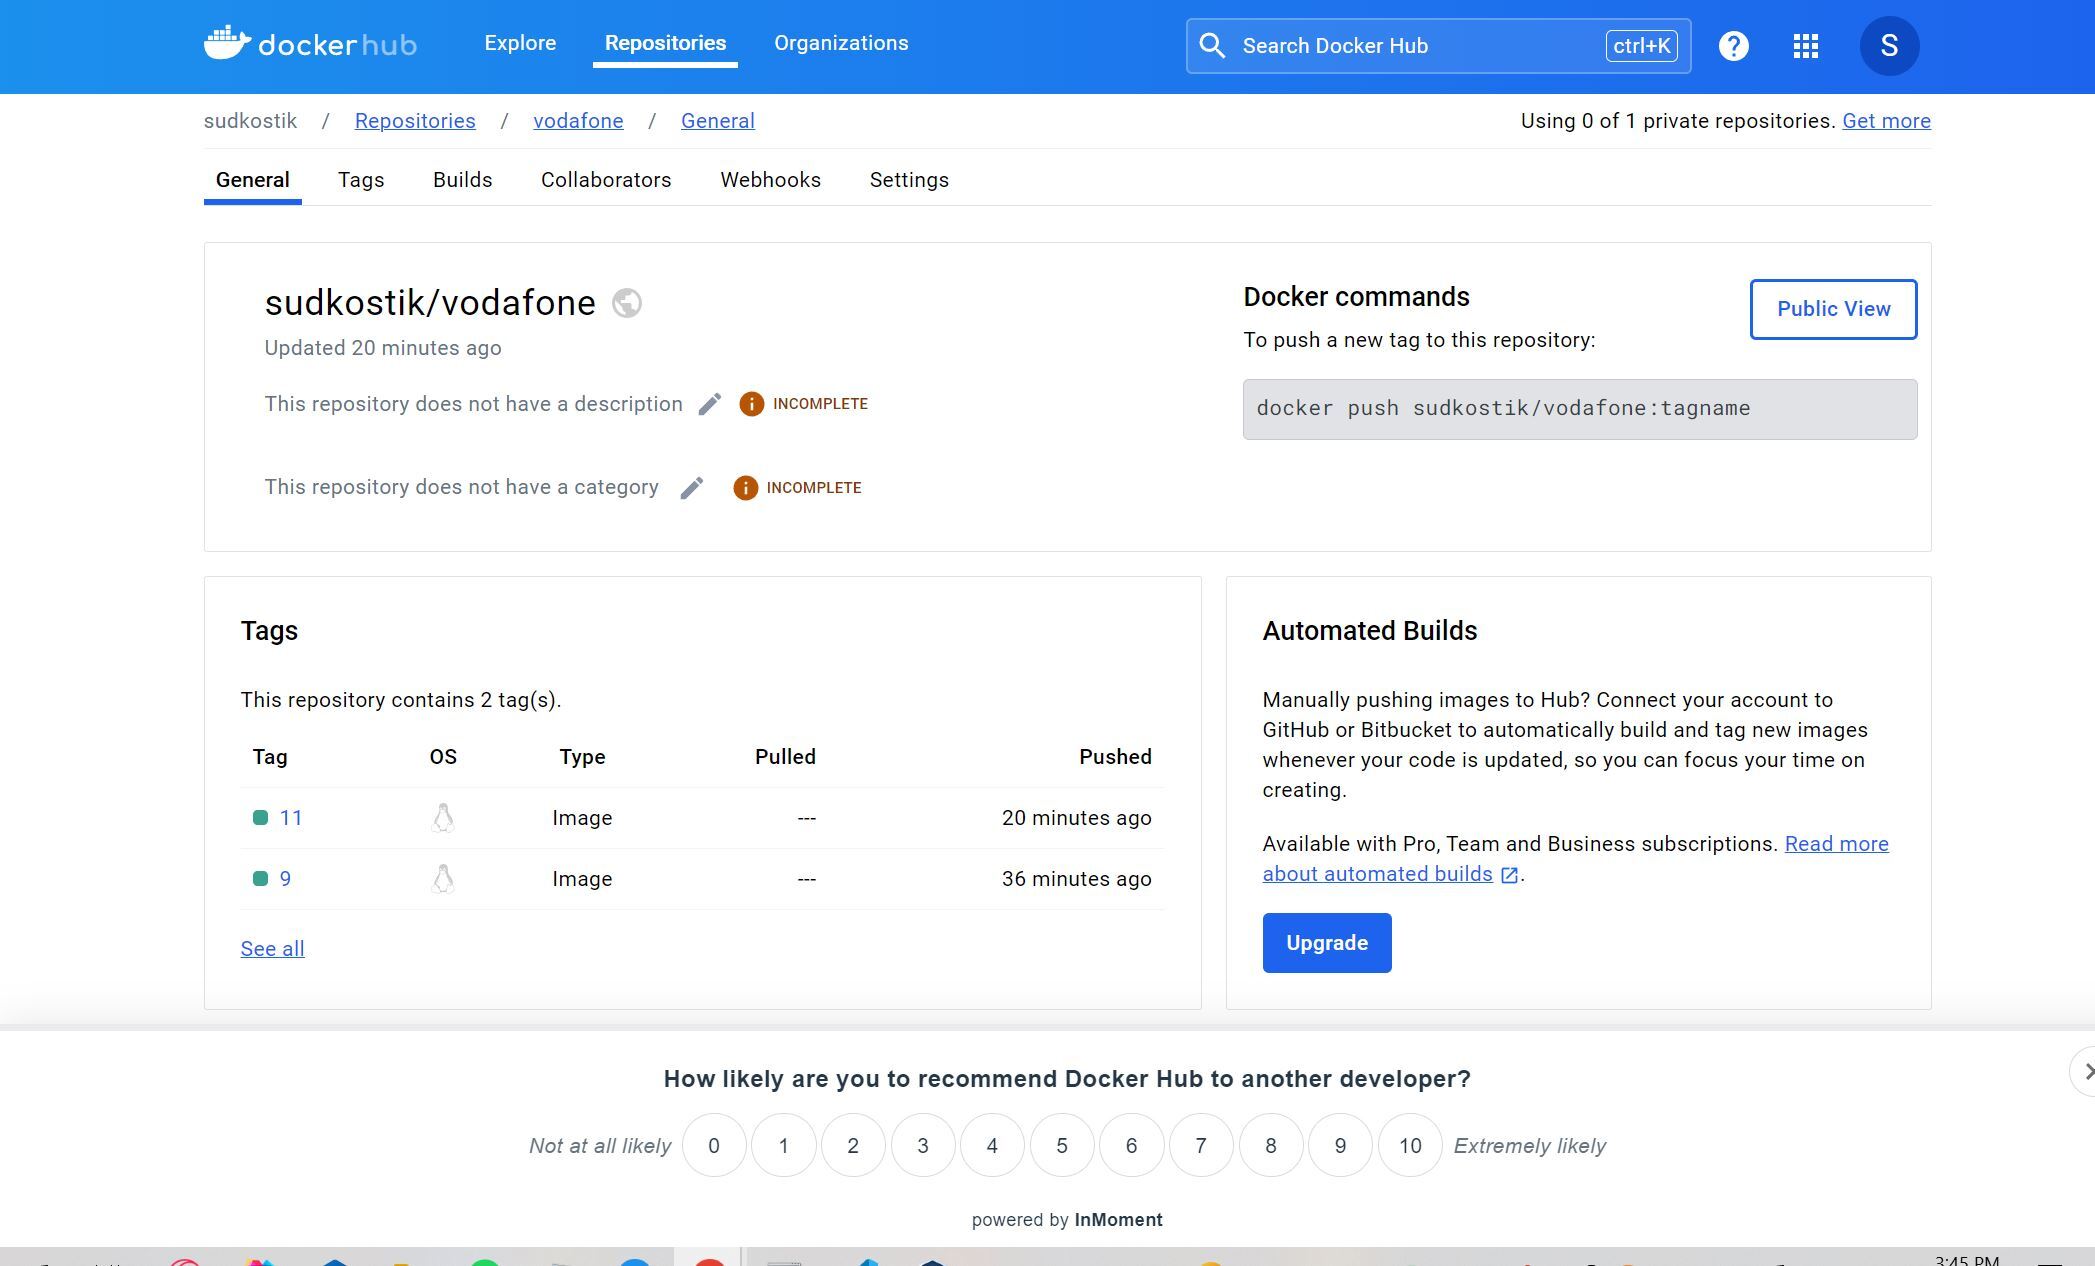 dockerhub
Explore Repositories Organizations
Search Docker Hub ctrl+K
? S
sudkostik / Repositories / vodafone / General
Using 0 of 1 private repositories. Get more
General Tags Builds Collaborators Webhooks Settings
sudkostik/vodafone
Updated 20 minutes ago
This repository does not have a description INCOMPLETE
This repository does not have a category INCOMPLETE
Docker commands
To push a new tag to this repository:
Public View
docker push sudkostik/vodafone:tagname
Tags
This repository contains 2 tag(s).
Tag OS Type Pulled Pushed
11 Image --- 20 minutes ago
9 Image --- 36 minutes ago
See all
Automated Builds
Manually pushing images to Hub? Connect your account to
GitHub or Bitbucket to automatically build and tag new images
whenever your code is updated, so you can focus your time on
creating.
Available with Pro, Team and Business subscriptions. Read more
about automated builds .
Upgrade
How likely are you to recommend Docker Hub to another developer?
Not at all likely 0 1 2 3 4 5 6 7 8 9 10 Extremely likely
powered by InMoment
3:45 PM